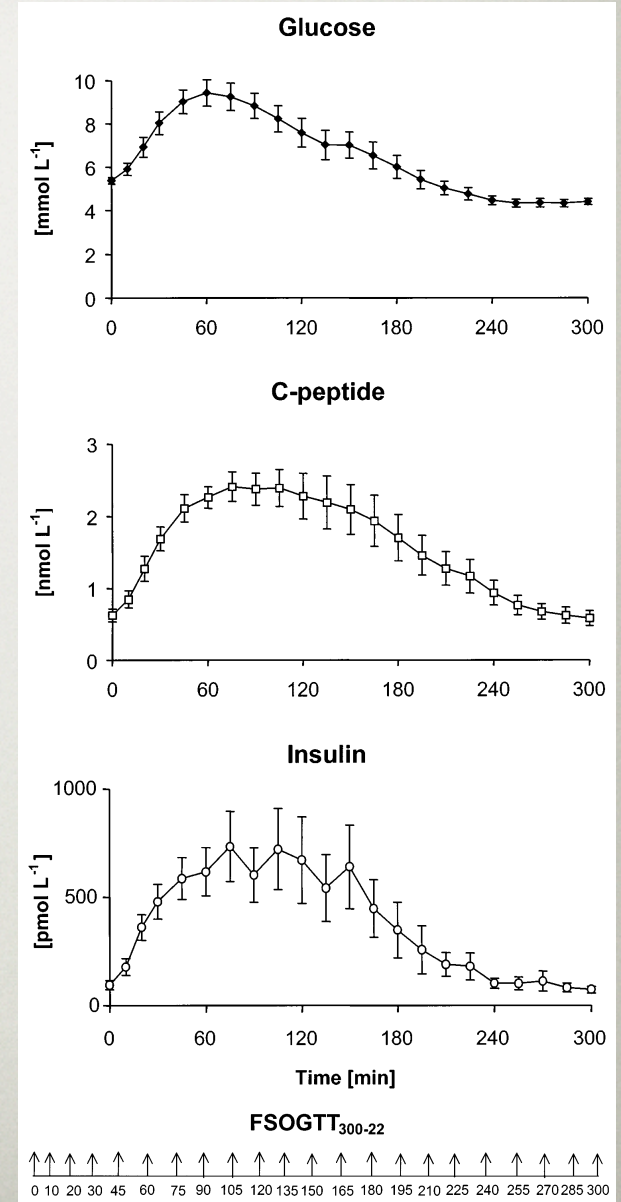 Glucose
10
8
6
4
2
0
[mmol L-1]
0 60 120 180 240 300
C-peptide
3
2
1
0
[nmol L-1]
0 60 120 180 240 300
Insulin
1000
500
0
[pmol L-1]
0 60 120 180 240 300
Time [min]
FSOGTT300-22
0 10 20 30 45 60 75 90 105 120 135 150 165 180 195 210 225 240 255 270 285 300